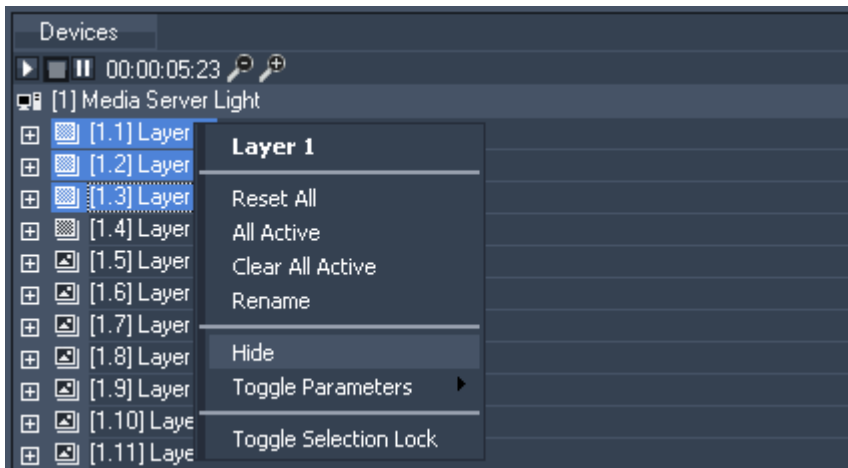 Devices
00:00:05:23
[1] Media Server Light
[1.1] Layer
[1.2] Layer
[1.3] Layer
[1.4] Layer
[1.5] Layer
[1.6] Layer
[1.7] Layer
[1.8] Layer
[1.9] Layer
[1.10] Laye
[1.11] Laye
Layer 1
Reset All
All Active
Clear All Active
Rename
Hide
Toggle Parameters
Toggle Selection Lock